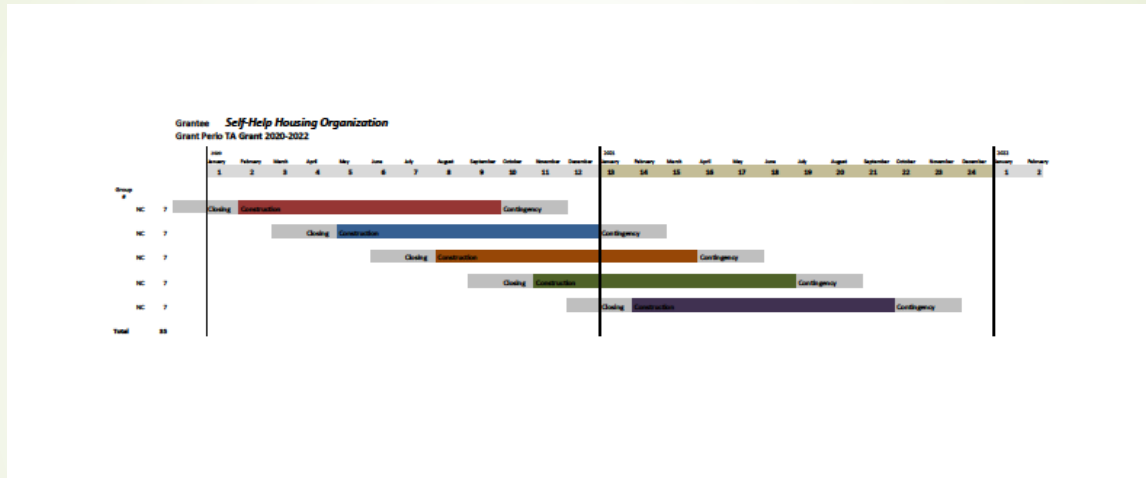 Grantee Self-Help Housing Organization
Grant Perio TA Grant 2020-2022
2020 2021 2022
January February March April May June July August September October November December January February March April May June July August September October November December January February
1 2 3 4 5 6 7 8 9 10 11 12 13 14 15 16 17 18 19 20 21 22 23 24 1 2
Group
#
NC 7 Closing Construction Contingency
NC 7 Closing Construction Contingency
NC 7 Closing Construction Contingency
NC 7 Closing Construction Contingency
NC 7 Closing Construction Contingency
Total 35